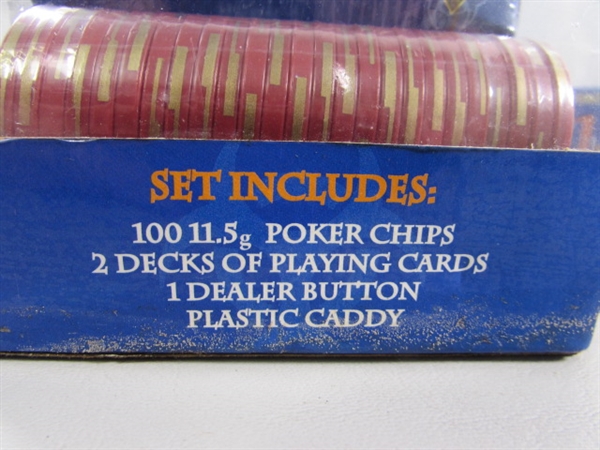 SET INCLUDES:
100 11.5g POKER CHIPS
2 DECKS OF PLAYING CARDS
1 DEALER BUTTON
PLASTIC CADDY